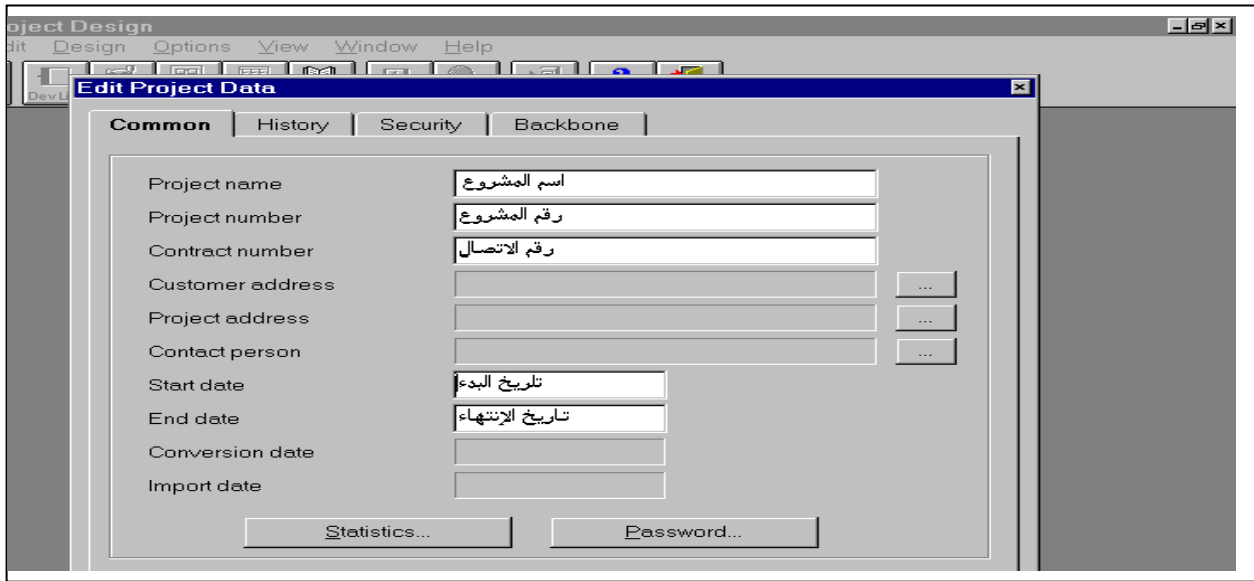 oject Design
dit Design Options View Window Help
Dev Li
Edit Project Data
Common History Security Backbone
Project name اسم المشروع
Project number رقم المشروع
Contract number رقم الاتصال
Customer address ...
Project address ...
Contact person ...
Start date تلريخ البدء
End date تاريخ الإنتهاء
Conversion date
Import date
Statistics... Password...